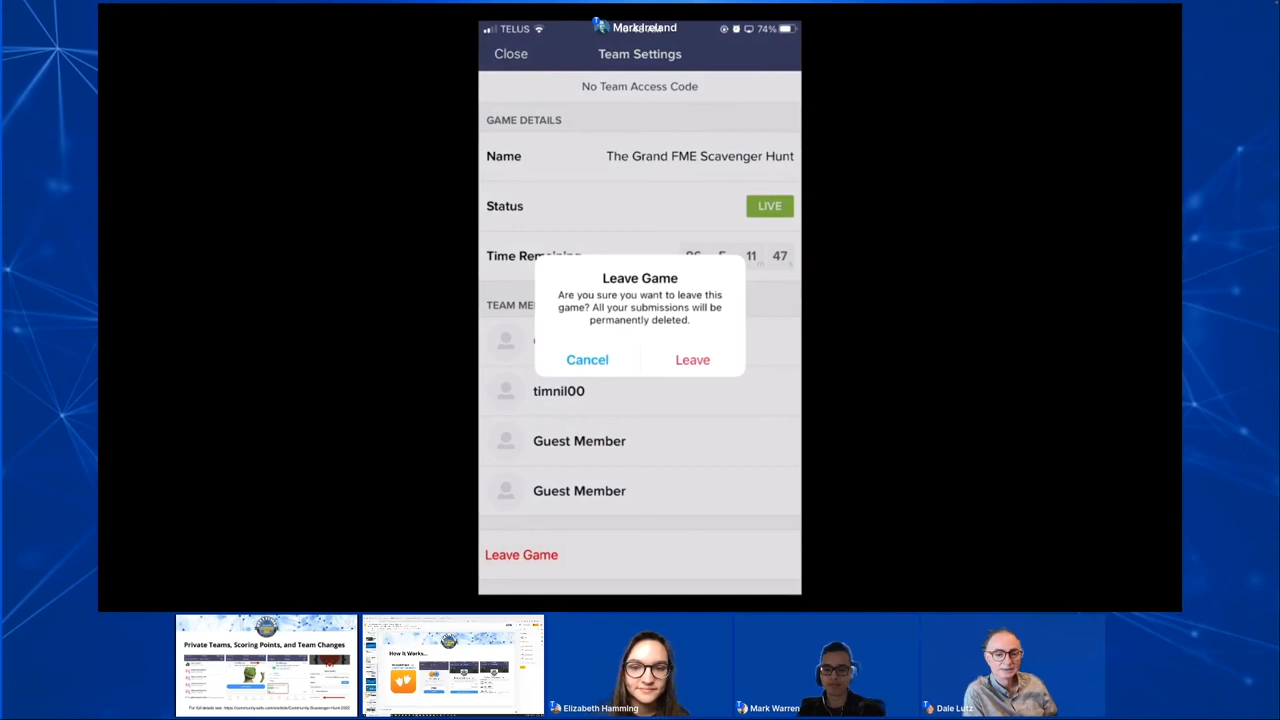 TELUS
Mark Ireland
74%
Close
Team Settings
No Team Access Code
GAME DETAILS
Name
The Grand FME Scavenger Hunt
Status
LIVE
11
47
Leave Game
Are you sure you want to leave this
game? All your submissions will be
permanently deleted.
Cancel
Leave
timnil00
Guest Member
Guest Member
Leave Game
Private Teams, Scoring Points, and Team Changes
How It Works...
Elizabeth Hamming
Mark Warren
Dale Lutz